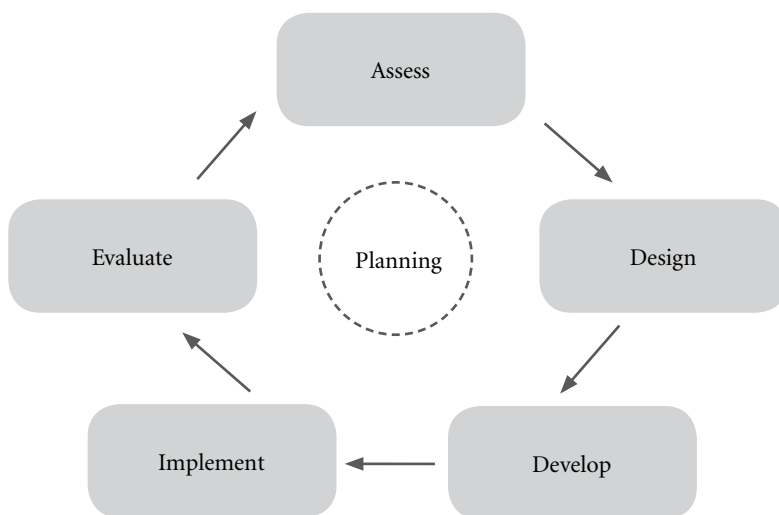 Assess
Evaluate
Planning
Design
Implement
Develop